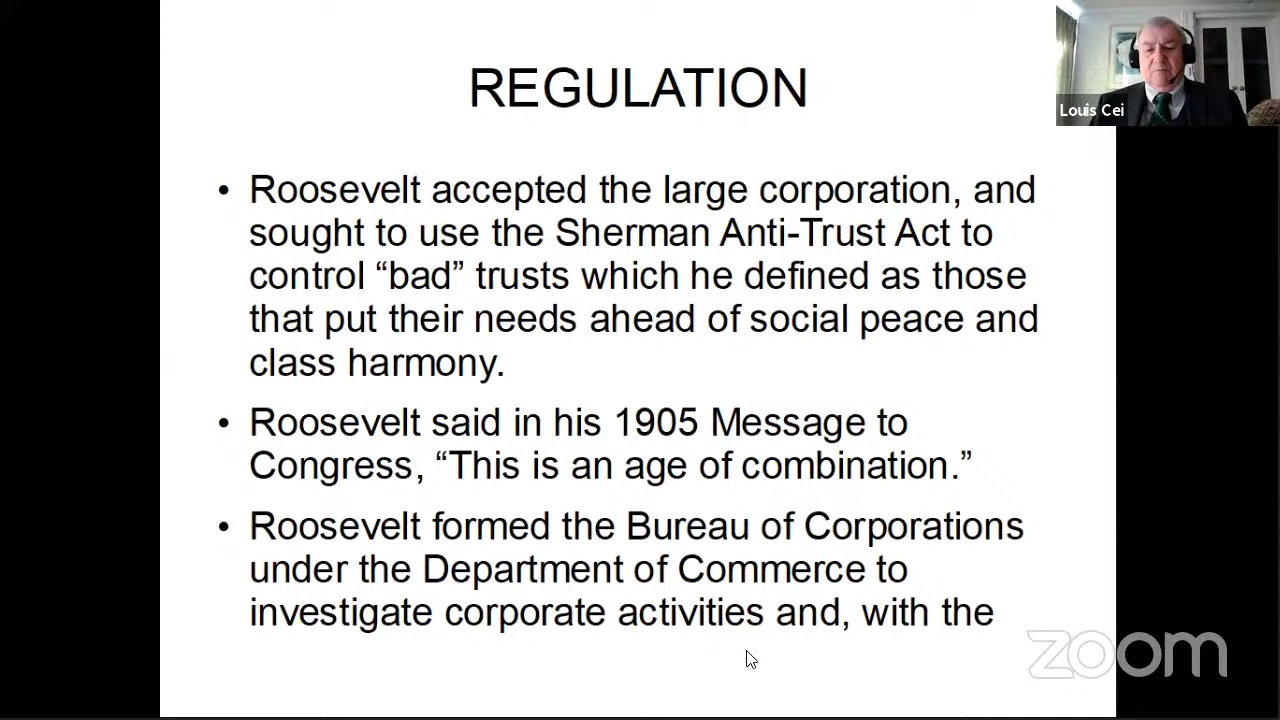 REGULATION
Louis Cei
• Roosevelt accepted the large corporation, and
sought to use the Sherman Anti-Trust Act to
control “bad” trusts which he defined as those
that put their needs ahead of social peace and
class harmony.
• Roosevelt said in his 1905 Message to
Congress, “This is an age of combination.”
• Roosevelt formed the Bureau of Corporations
under the Department of Commerce to
investigate corporate activities and, with the
zoom